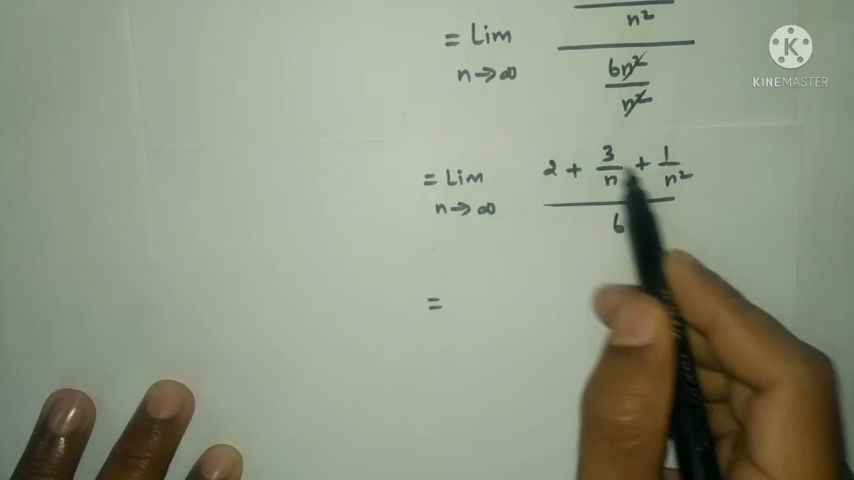 n²
= Lim
n→∞
6n²
n²
K
KINEMASTER
= Lim 2 + 3/n + 1/n²
n→∞ 6
=